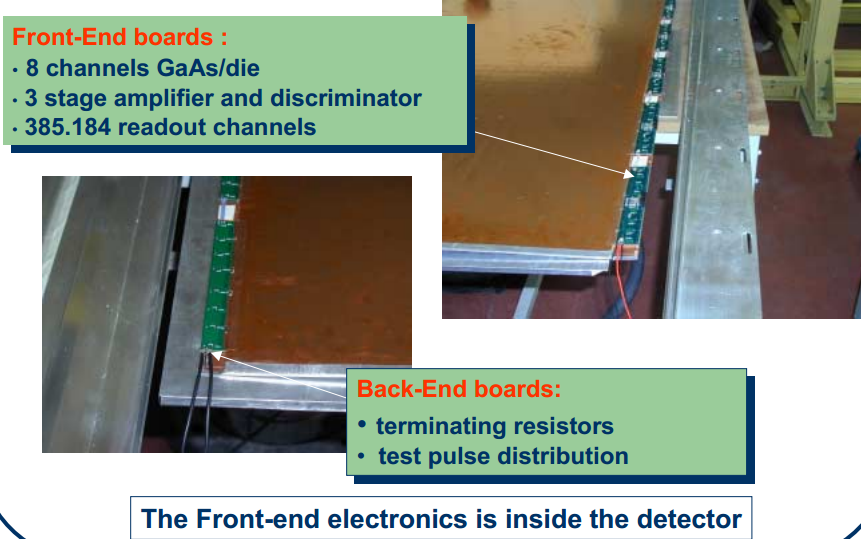 Front-End boards :
· 8 channels GaAs/die
· 3 stage amplifier and discriminator
· 385.184 readout channels
Back-End boards:
• terminating resistors
• test pulse distribution
The Front-end electronics is inside the detector